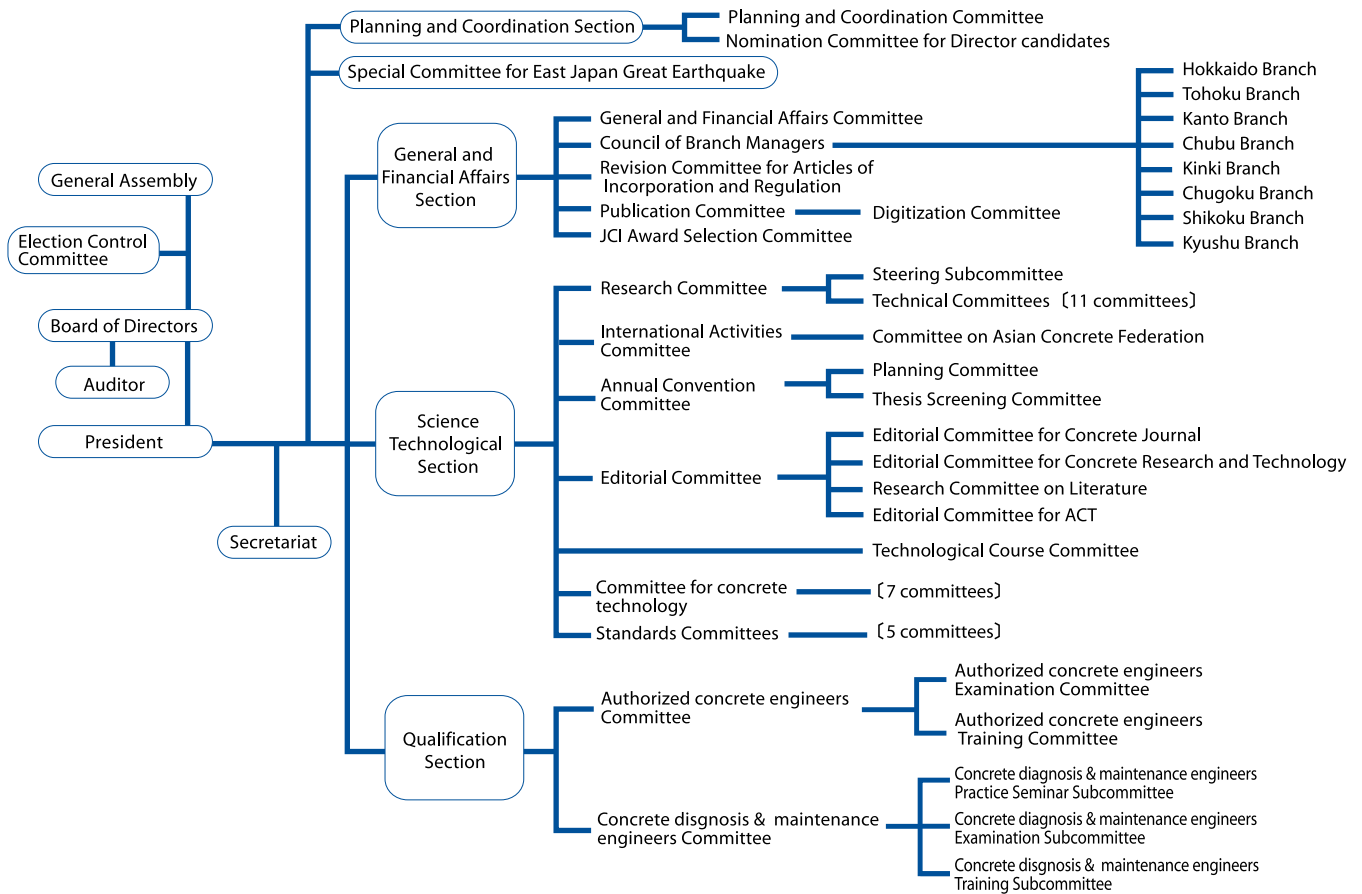 Planning and Coordination Section
Planning and Coordination Committee
Nomination Committee for Director candidates
Special Committee for East Japan Great Earthquake
General Assembly
Election Control
Committee
Board of Directors
Auditor
President
Secretariat
General and
Financial Affairs
Section
General and Financial Affairs Committee
Council of Branch Managers
Revision Committee for Articles of
Incorporation and Regulation
Publication Committee
Digitization Committee
JCI Award Selection Committee
Hokkaido Branch
Tohoku Branch
Kanto Branch
Chubu Branch
Kinki Branch
Chugoku Branch
Shikoku Branch
Kyushu Branch
Science
Technological
Section
Research Committee
Steering Subcommittee
Technical Committees〔11 committees〕
International Activities
Committee
Committee on Asian Concrete Federation
Annual Convention
Committee
Planning Committee
Thesis Screening Committee
Editorial Committee
Editorial Committee for Concrete Journal
Editorial Committee for Concrete Research and Technology
Research Committee on Literature
Editorial Committee for ACT
Technological Course Committee
Committee for concrete
technology
〔7 committees〕
Standards Committees
〔5 committees〕
Qualification
Section
Authorized concrete engineers
Committee
Authorized concrete engineers
Examination Committee
Authorized concrete engineers
Training Committee
Concrete disgnosis & maintenance
engineers Committee
Concrete diagnosis & maintenance engineers
Practice Seminar Subcommittee
Concrete diagnosis & maintenance engineers
Examination Subcommittee
Concrete disgnosis & maintenance engineers
Training Subcommittee